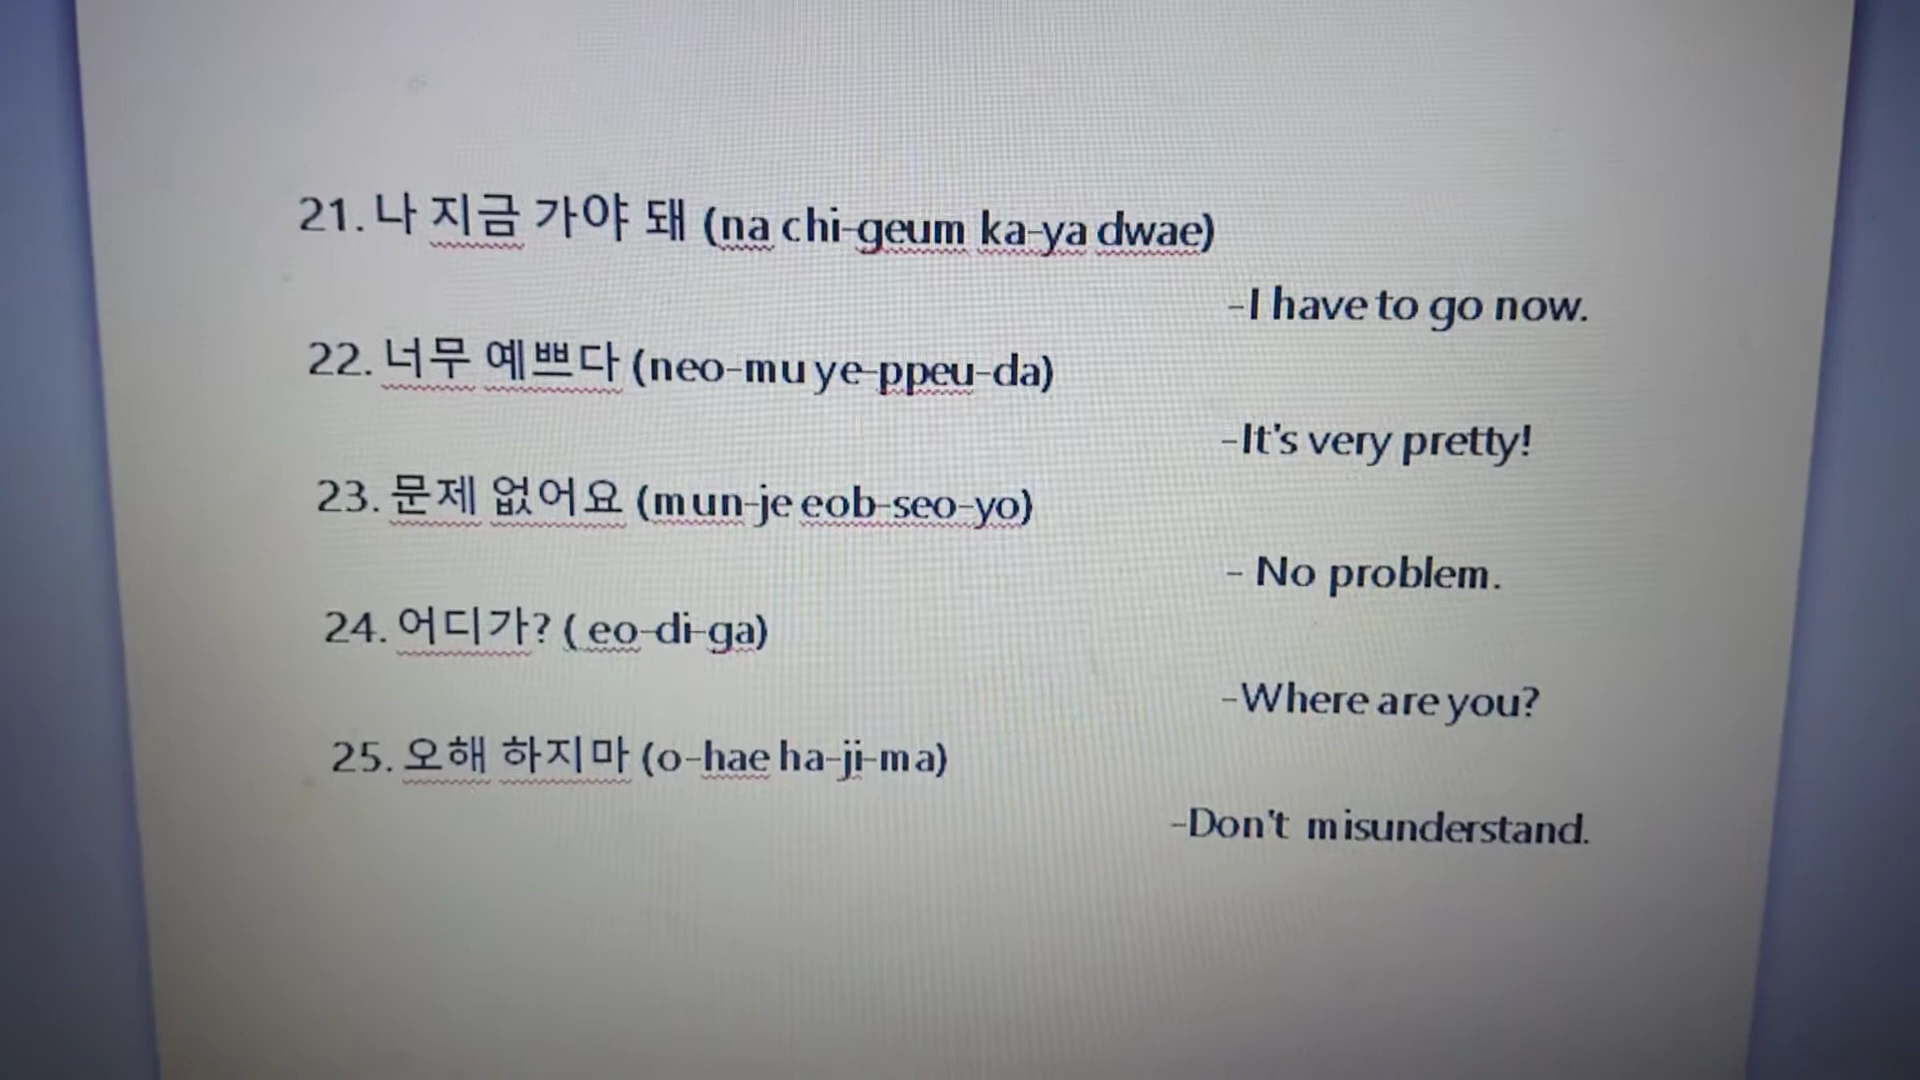 21. 나 지금 가야 돼 (na chi-geum ka-ya dwae)
-I have to go now.
22. 너무 예쁘다 (neo-mu ye-ppeu-da)
-It's very pretty!
23. 문제 없어요 (mun-je eob-seo-yo)
- No problem.
24. 어디가? ( eo-di-ga)
-Where are you?
25. 오해 하지마 (o-hae ha-ji-ma)
-Don't misunderstand.